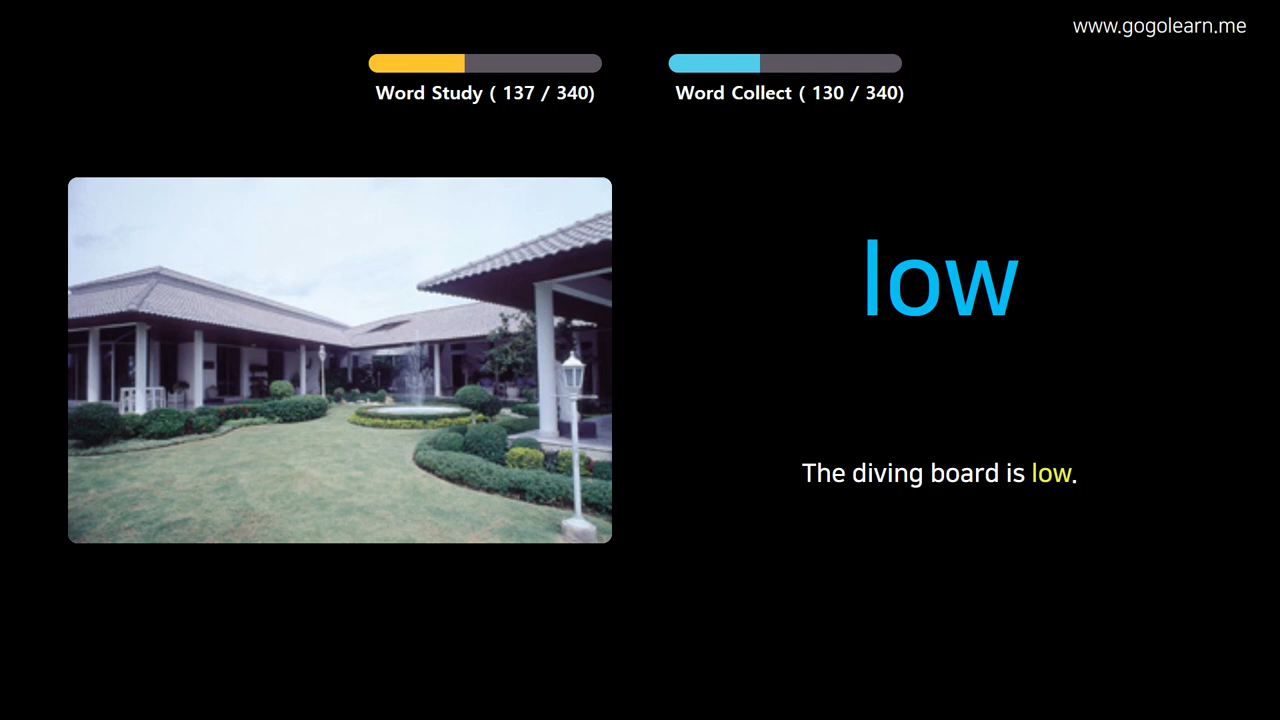 www.gogolearn.me
Word Study ( 137 / 340)
Word Collect ( 130 / 340)
low
The diving board is low.